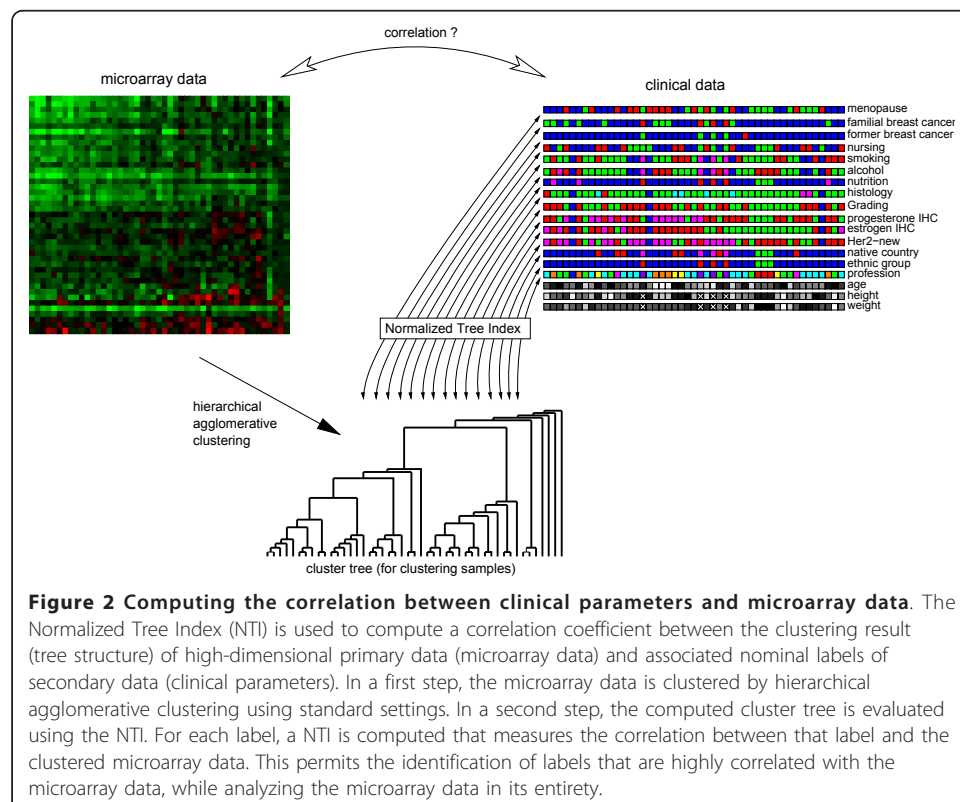 correlation ?
microarray data
clinical data
menopause
familial breast cancer
former breast cancer
nursing
smoking
alcohol
nutrition
histology
Grading
progesterone IHC
estrogen IHC
Her2-new
native country
ethnic group
profession
age
height
weight
Normalized Tree Index
hierarchical
agglomerative
clustering
cluster tree (for clustering samples)
Figure 2 Computing the correlation between clinical parameters and microarray data. The
Normalized Tree Index (NTI) is used to compute a correlation coefficient between the clustering result
(tree structure) of high-dimensional primary data (microarray data) and associated nominal labels of
secondary data (clinical parameters). In a first step, the microarray data is clustered by hierarchical
agglomerative clustering using standard settings. In a second step, the computed cluster tree is evaluated
using the NTI. For each label, a NTI is computed that measures the correlation between that label and the
clustered microarray data. This permits the identification of labels that are highly correlated with the
microarray data, while analyzing the microarray data in its entirety.